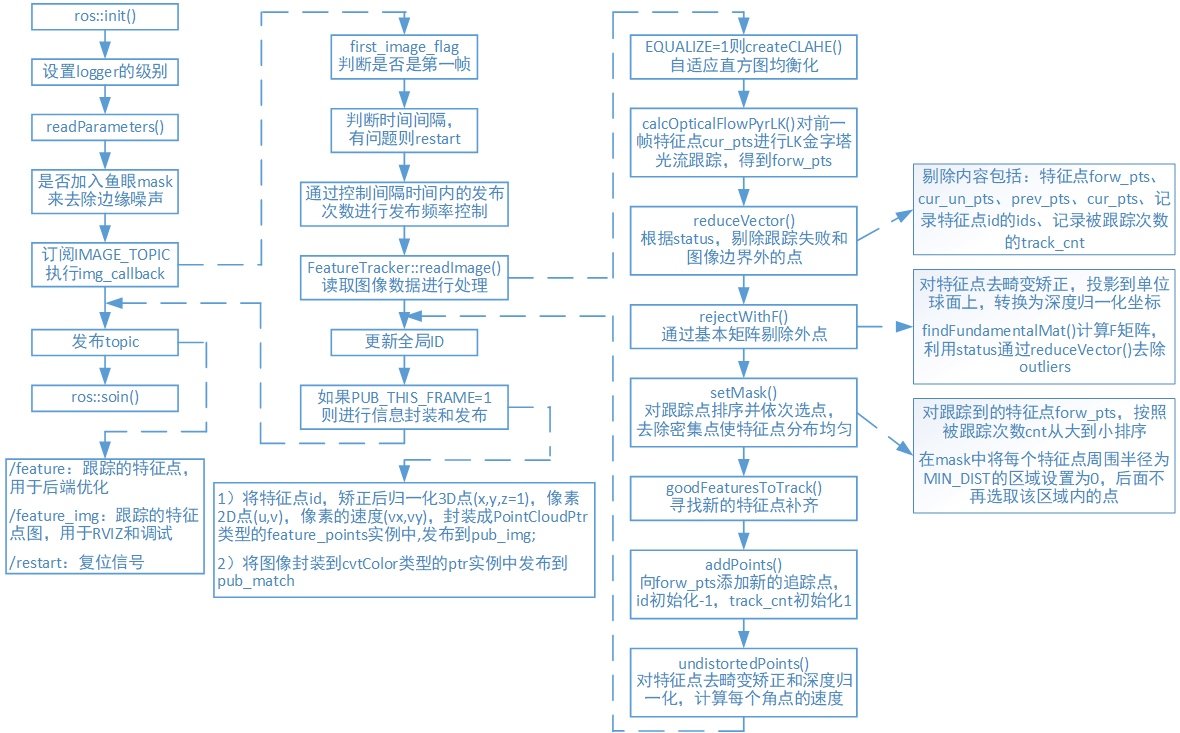 ros::init()
设置logger的级别
readParameters()
是否加入鱼眼mask
来去除边缘噪声
订阅IMAGE_TOPIC
执行img_callback
发布topic
ros::soin()
/feature：跟踪的特征点，
用于后端优化
/feature_img：跟踪的特征
点图，用于RVIZ和调试
/restart：复位信号
first_image_flag
判断是否是第一帧
判断时间间隔，
有问题则restart
通过控制间隔时间内的发布
次数进行发布频率控制
FeatureTracker::readImage()
读取图像数据进行处理
更新全局ID
如果PUB_THIS_FRAME=1
则进行信息封装和发布
1）将特征点id，矫正后归一化3D点(x,y,z=1)，像素
2D点(u,v)，像素的速度(vx,vy)，封装成PointCloudPtr
类型的feature_points实例中,发布到pub_img;
2）将图像封装到cvtColor类型的ptr实例中发布到
pub_match
EQUALIZE=1则createCLAHE()
自适应直方图均衡化
calcOpticalFlowPyrLK()对前一
帧特征点cur_pts进行LK金字塔
光流跟踪，得到forw_pts
reduceVector()
根据status，剔除跟踪失败和
图像边界外的点
rejectWithF()
通过基本矩阵剔除外点
setMask()
对跟踪点排序并依次选点，
去除密集点使特征点分布均匀
goodFeaturesToTrack()
寻找新的特征点补齐
addPoints()
向forw_pts添加新的追踪点，
id初始化-1，track_cnt初始化1
undistortedPoints()
对特征点去畸变矫正和深度归
一化，计算每个角点的速度
剔除内容包括：特征点forw_pts、
cur_un_pts、prev_pts、cur_pts、记
录特征点id的ids、记录被跟踪次数
的track_cnt
对特征点去畸变矫正，投影到单位
球面上，转换为深度归一化坐标
findFundamentalMat()计算F矩阵，
利用status通过reduceVector()去除
outliers
对跟踪到的特征点forw_pts，按照
被跟踪次数cnt从大到小排序
在mask中将每个特征点周围半径为
MIN_DIST的区域设置为0，后面不
再选取该区域内的点